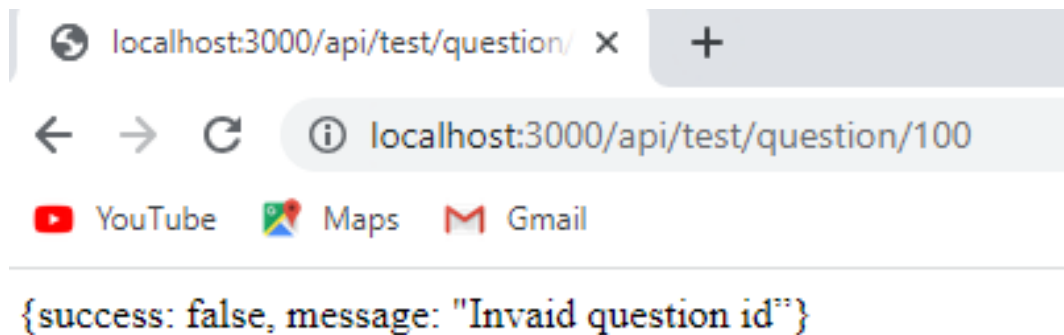 localhost:3000/api/test/question/
localhost:3000/api/test/question/100
YouTube Maps Gmail
{success: false, message: "Invaid question id”}